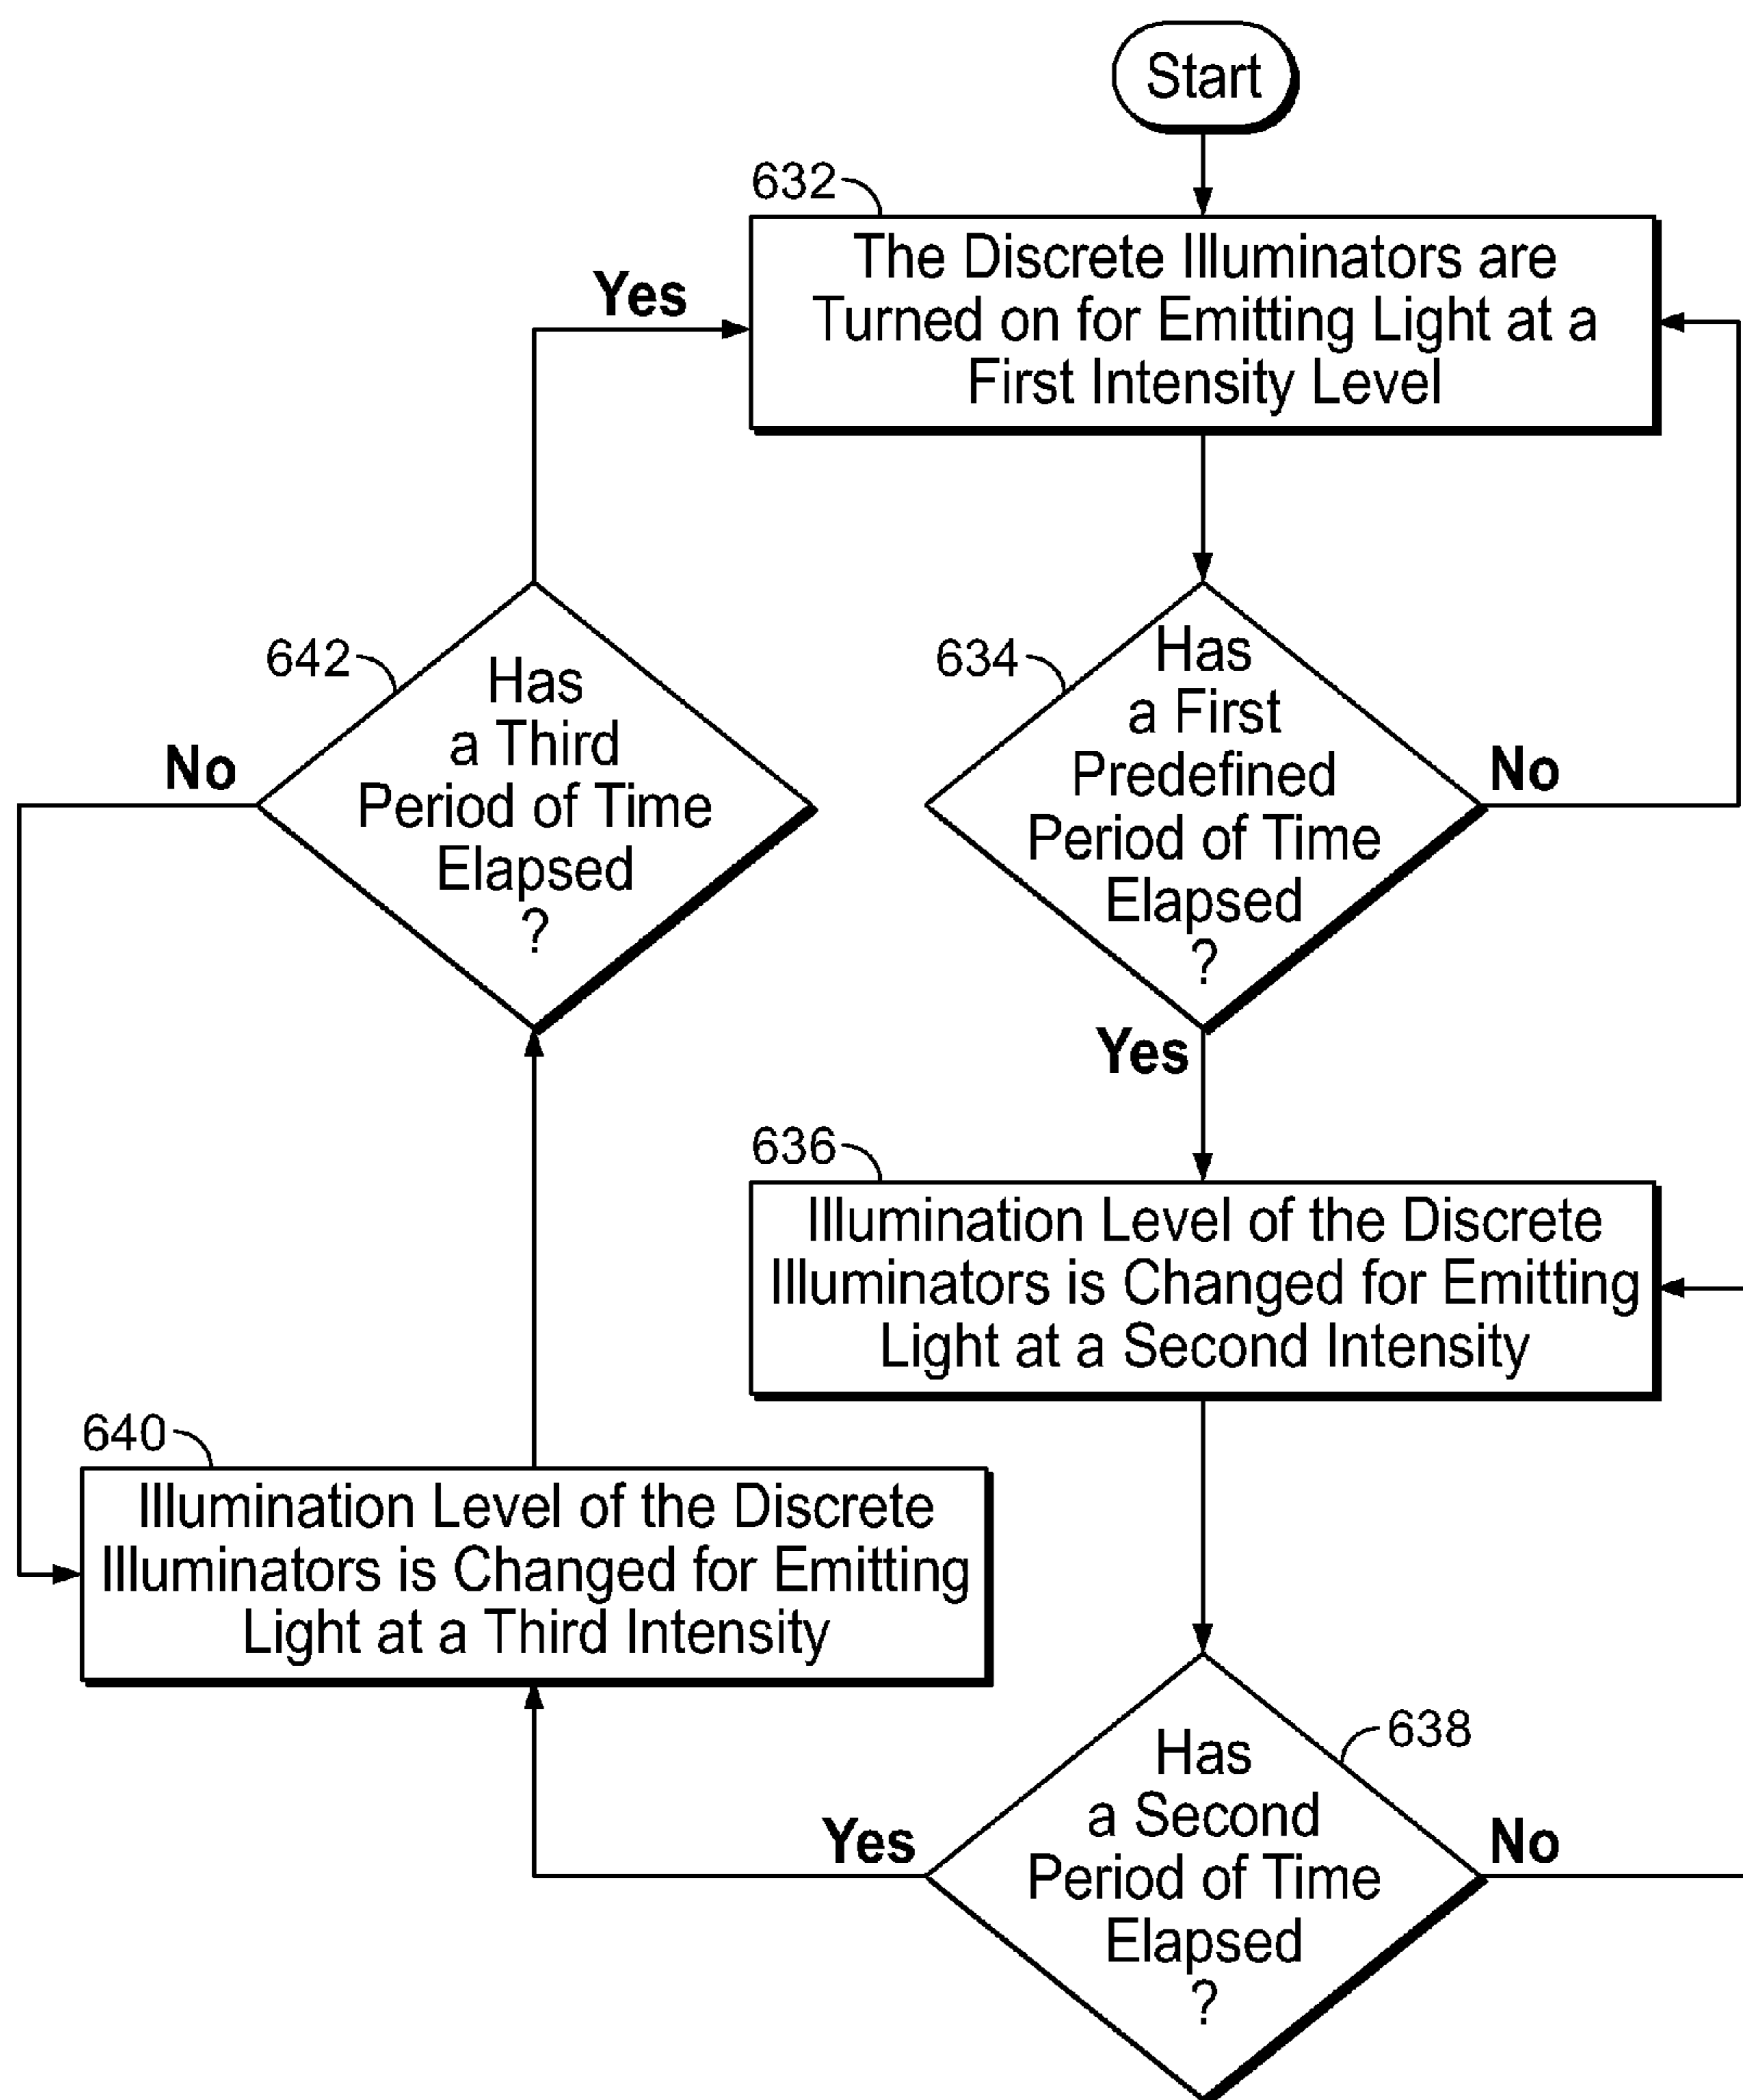 Start
632
The Discrete Illuminators are
Turned on for Emitting Light at a
First Intensity Level
Yes
642
Has
a Third
Period of Time
Elapsed
?
No
634
Has
a First
Predefined
Period of Time
Elapsed
?
No
Yes
636
Illumination Level of the Discrete
Illuminators is Changed for Emitting
Light at a Second Intensity
640
Illumination Level of the Discrete
Illuminators is Changed for Emitting
Light at a Third Intensity
638
Has
a Second
Period of Time
Elapsed
?
Yes
No